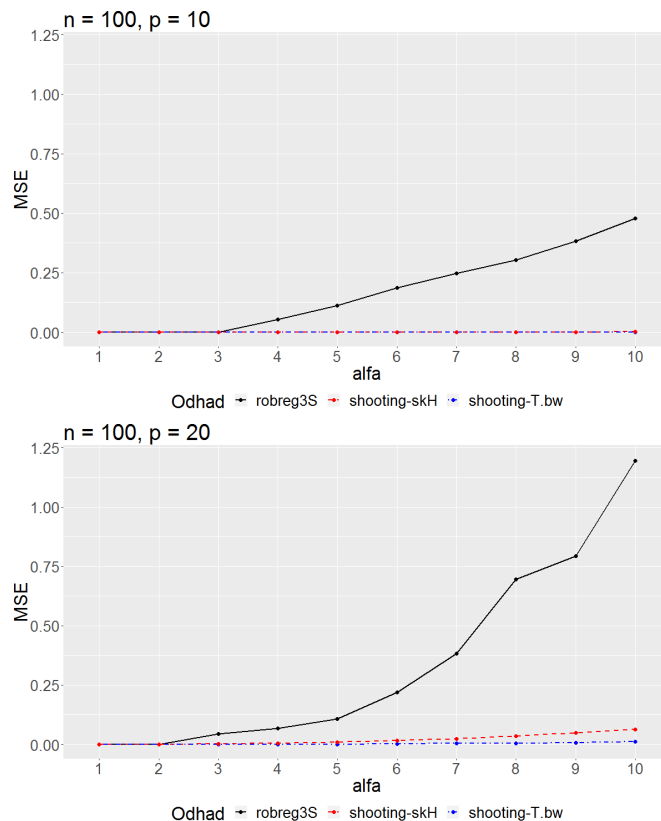 n = 100, p = 10
1.25
1.00
0.75
0.50
0.25
0.00
MSE
1 2 3 4 5 6 7 8 9 10
alfa
Odhad robreg3S shooting-skH shooting-T.bw
n = 100, p = 20
1.25
1.00
0.75
0.50
0.25
0.00
MSE
1 2 3 4 5 6 7 8 9 10
alfa
Odhad robreg3S shooting-skH shooting-T.bw